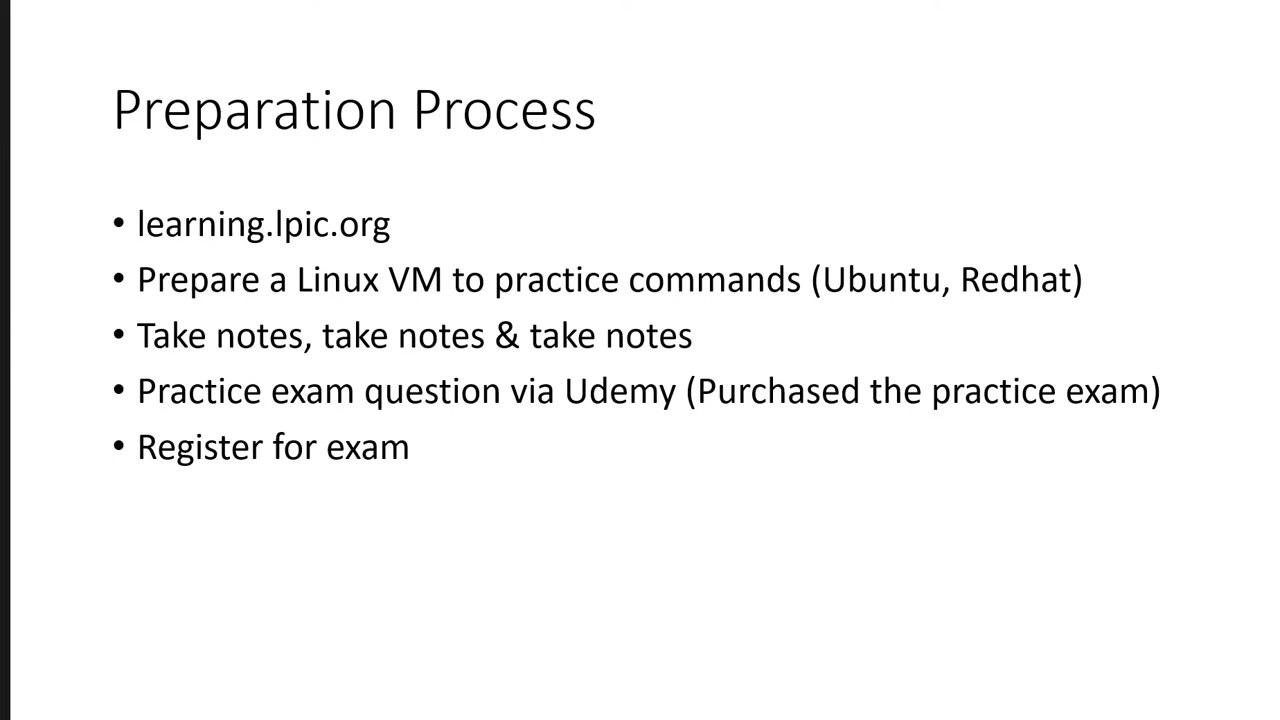 Preparation Process
• learning.lpic.org
• Prepare a Linux VM to practice commands (Ubuntu, Redhat)
• Take notes, take notes & take notes
• Practice exam question via Udemy (Purchased the practice exam)
• Register for exam